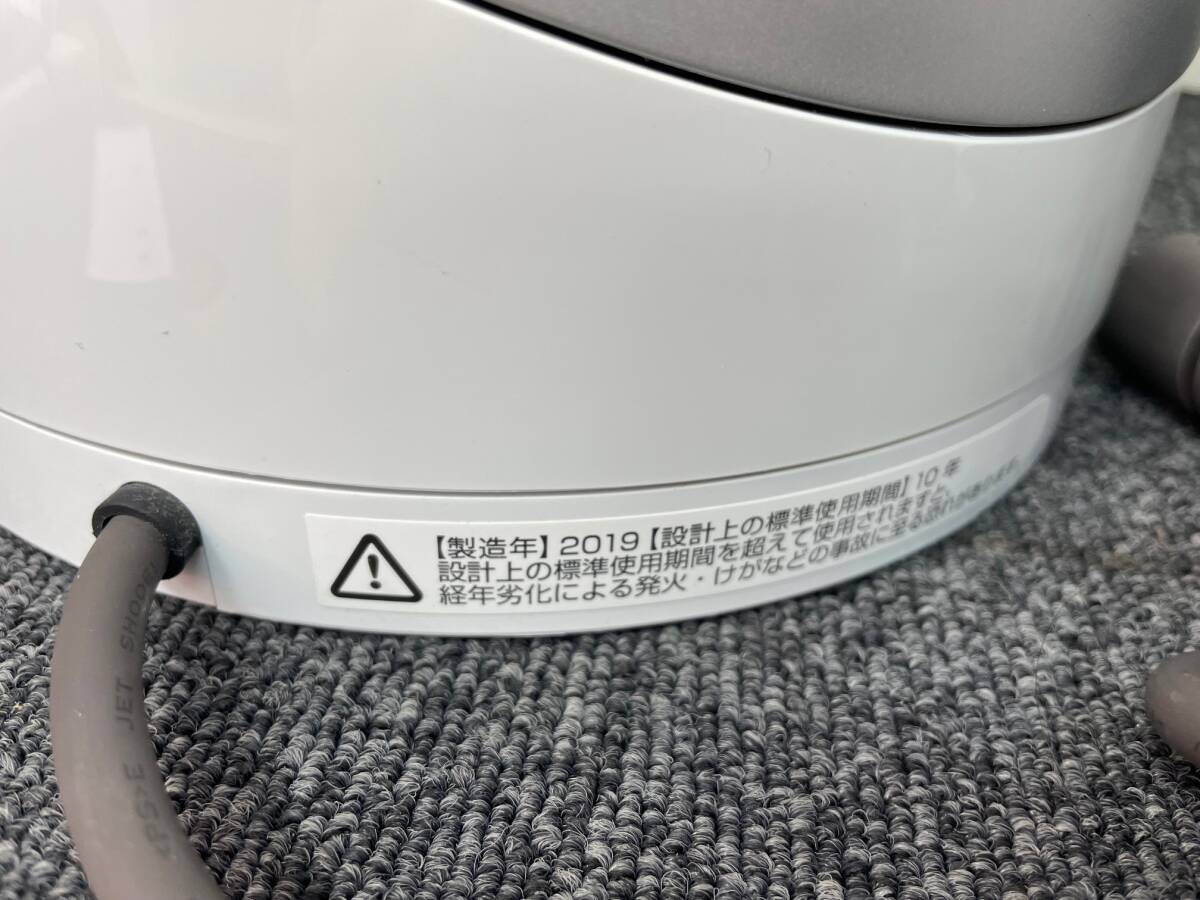 【製造年】2019【設計上の標準使用期間】10年
設計上の標準使用期間を超えて使用されますと、
経年劣化による発火・けがなどの事故に至る恐れがあります。
JET